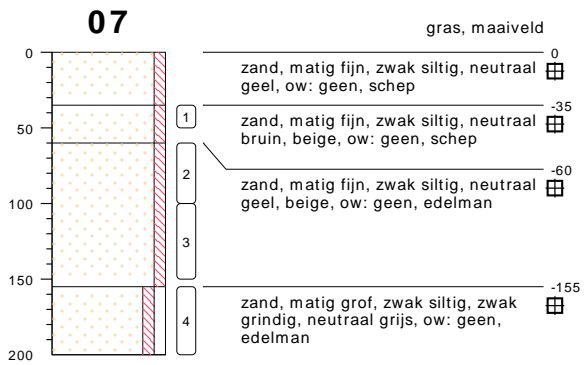 07
gras, maaiveld
0
0
zand, matig fijn, zwak siltig, neutraal
geel, ow: geen, schep
-35
1
50
zand, matig fijn, zwak siltig, neutraal
bruin, beige, ow: geen, schep
-60
2
zand, matig fijn, zwak siltig, neutraal
geel, beige, ow: geen, edelman
100
3
150
-155
4
zand, matig grof, zwak siltig, zwak
grindig, neutraal grijs, ow: geen,
edelman
200